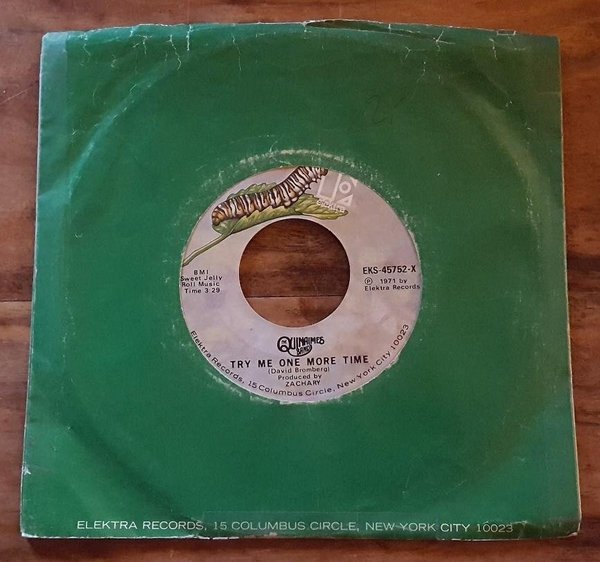 BMI
Sweet Jelly
Roll Music
Time 3:29
EKS-45752-X
Ⓟ 1971 by
Elektra Records
QUINAIMES
BAND
TRY ME ONE MORE TIME
(David Bromberg)
Produced by
ZACHARY
Elektra Records, 15 Columbus Circle, New York City 10023
ELEKTRA RECORDS, 15 COLUMBUS CIRCLE, NEW YORK CITY 10023